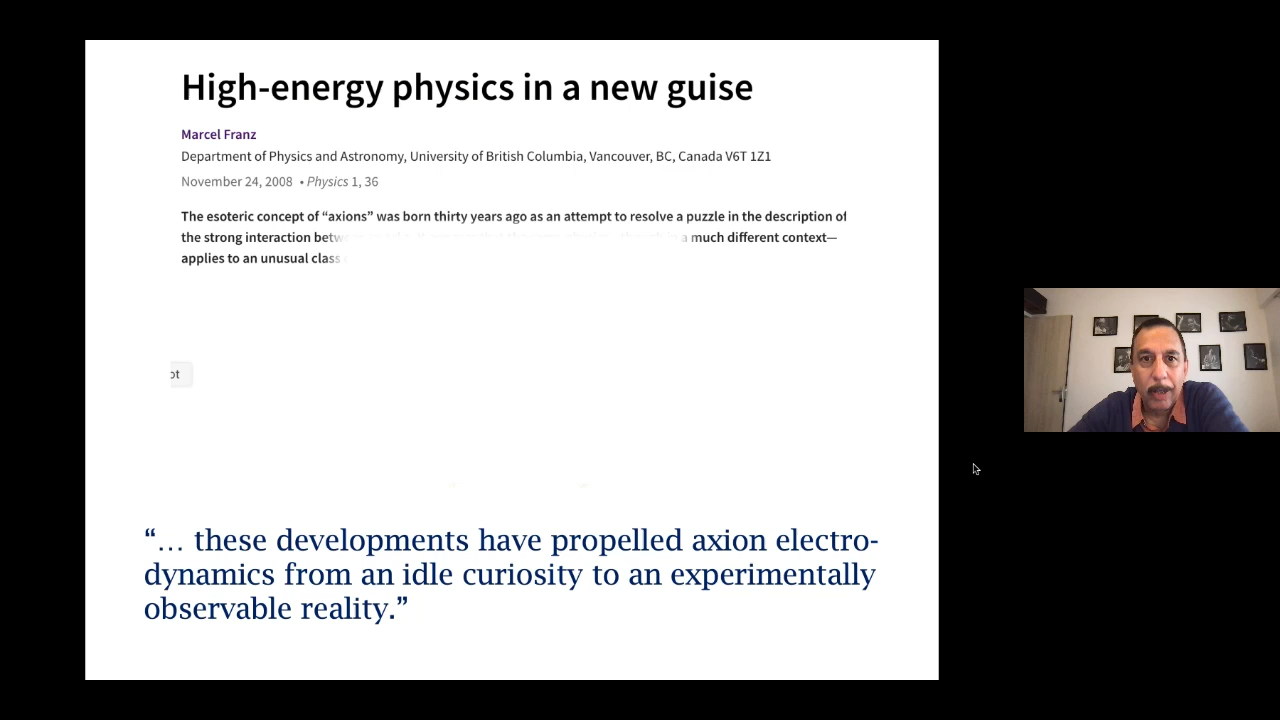 High-energy physics in a new guise
Marcel Franz
Department of Physics and Astronomy, University of British Columbia, Vancouver, BC, Canada V6T 1Z1
November 24, 2008 • Physics 1, 36
The esoteric concept of “axions” was born thirty years ago as an attempt to resolve a puzzle in the description of
the strong interaction a much different context—
applies to an unusual class
ot
“… these developments have propelled axion electro-
dynamics from an idle curiosity to an experimentally
observable reality.”